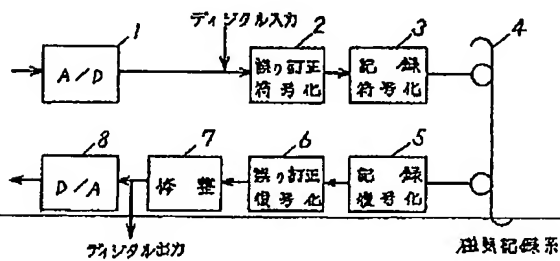 ディジタル入力
1
2
3
4
A/D
誤り訂正
符号化
記録
符号化
8
7
6
5
D/A
修整
誤り訂正
復号化
記録
復号化
ディジタル出力
磁気記録系